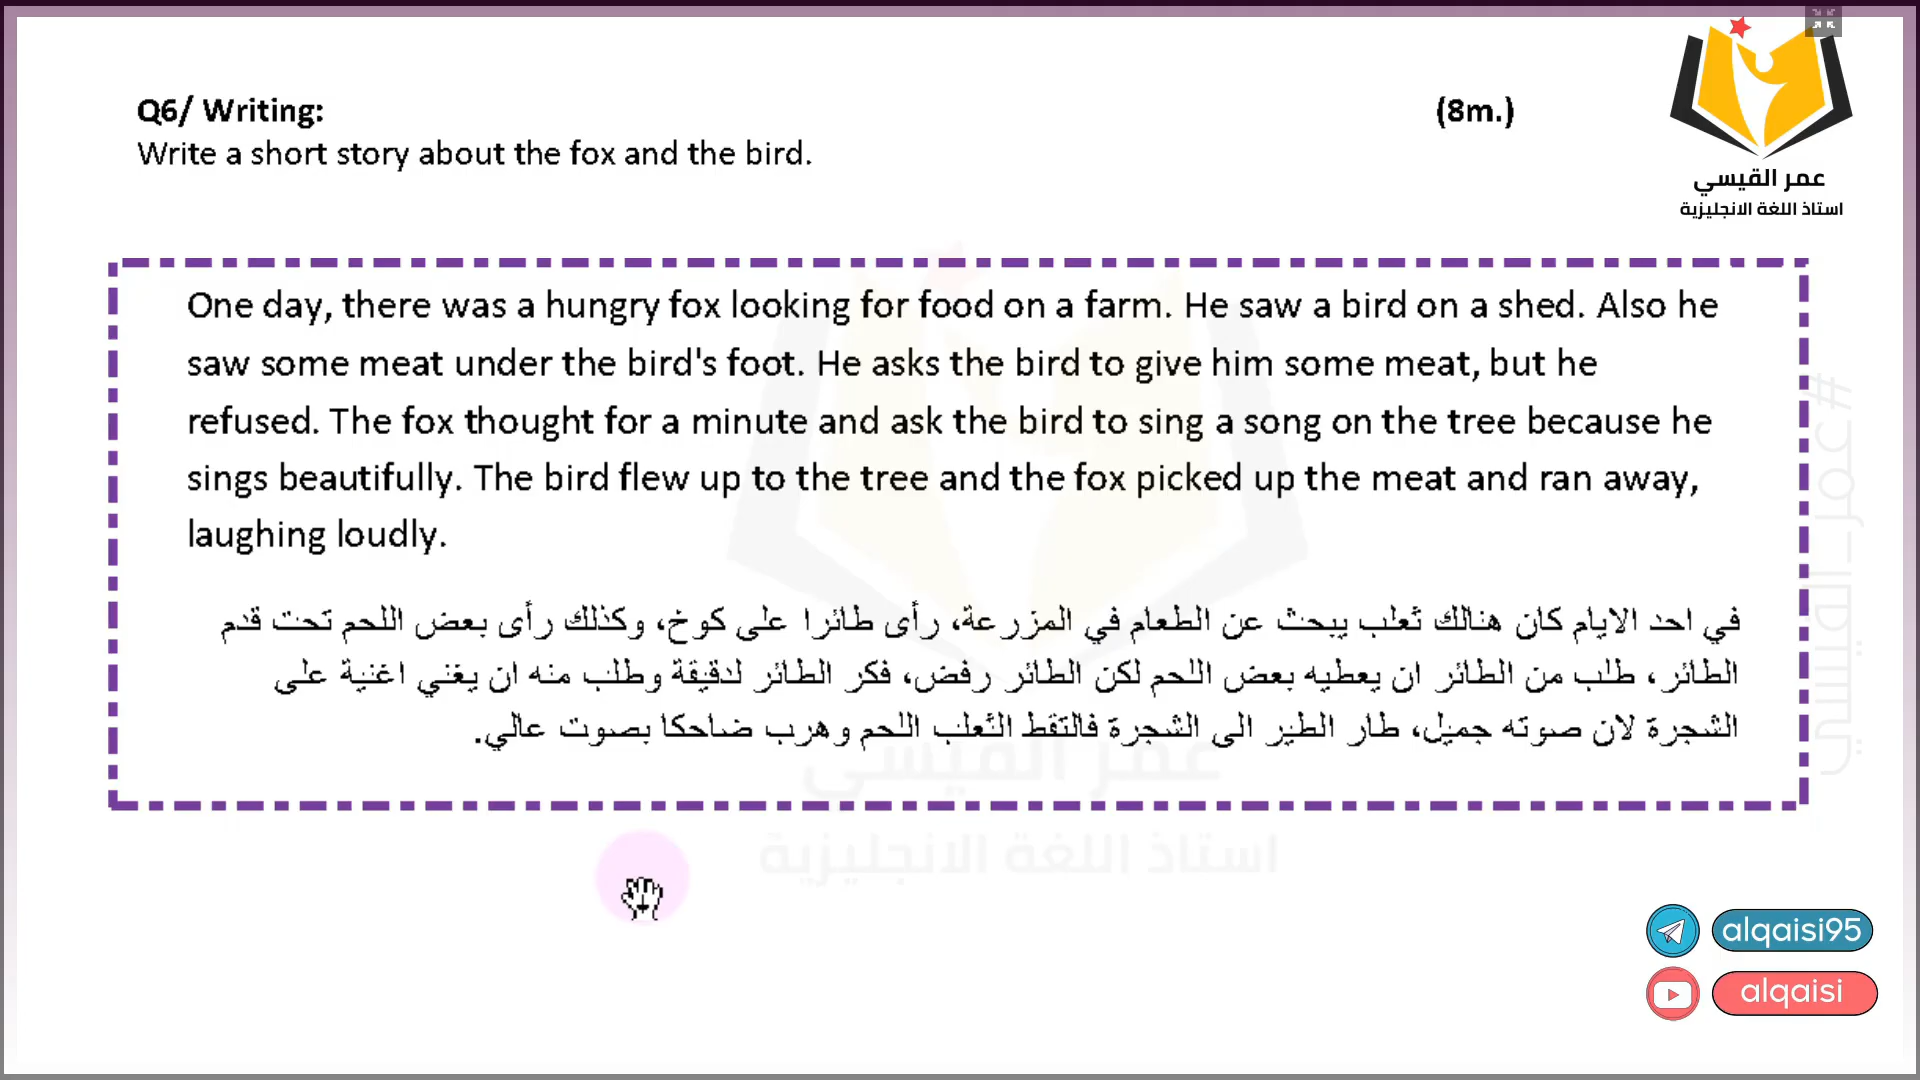 Q6/ Writing: (8m.)
Write a short story about the fox and the bird.
عمر القيسي
استاذ اللغة الانجليزية
One day, there was a hungry fox looking for food on a farm. He saw a bird on a shed. Also he
saw some meat under the bird's foot. He asks the bird to give him some meat, but he
refused. The fox thought for a minute and ask the bird to sing a song on the tree because he
sings beautifully. The bird flew up to the tree and the fox picked up the meat and ran away,
laughing loudly.
في احد الايام كان هنالك ثعلب يبحث عن الطعام في المزرعة، رأى طائرا على كوخ، وكذلك رأى بعض اللحم تحت قدم
الطائر، طلب من الطائر ان يعطيه بعض اللحم لكن الطائر رفض، فكر الطائر لدقيقة وطلب منه ان يغني اغنية على
الشجرة لان صوته جميل، طار الطير الى الشجرة فالتقط الثعلب اللحم وهرب ضاحكا بصوت عالي.
#عمر_القيسي
عمر القيسي
استاذ اللغة الانجليزية
alqaisi95
alqaisi